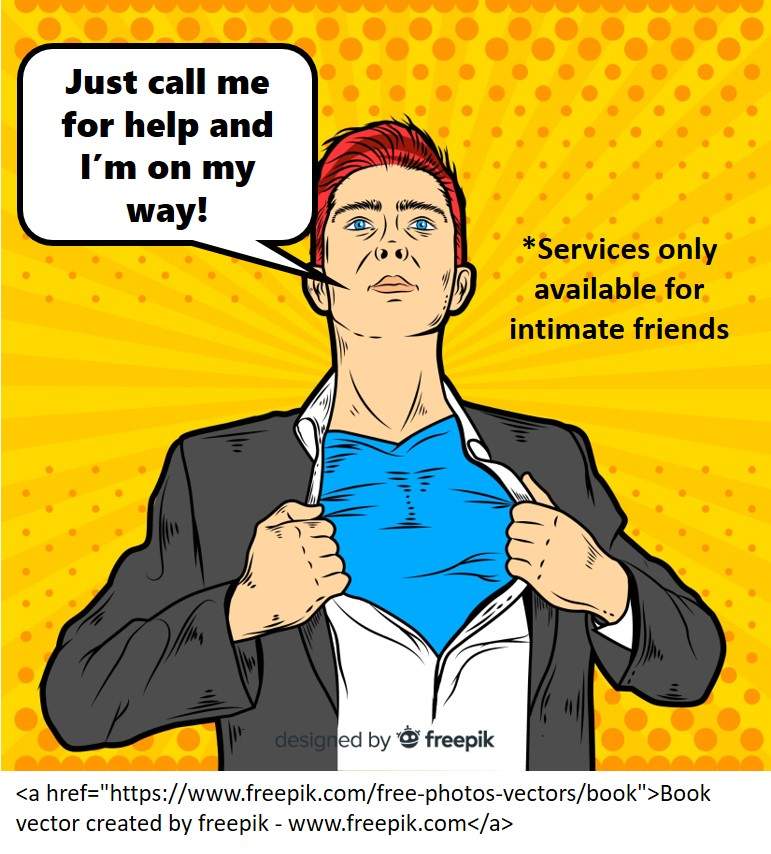 Just call me
for help and
I´m on my
way!
*Services only
available for
intimate friends
designed by freepik
<a href="https://www.freepik.com/free-photos-vectors/book">Book
vector created by freepik - www.freepik.com</a>